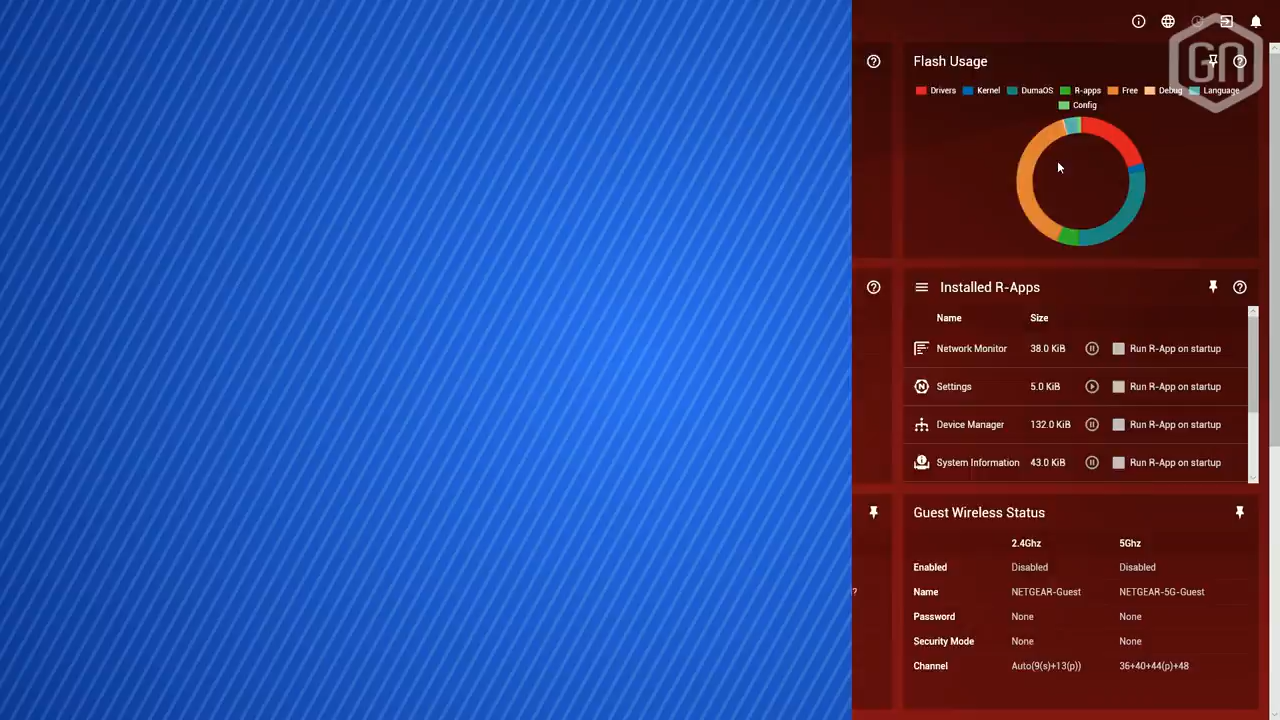 GN
Flash Usage
Drivers Kernel DumaOS R-apps Free Debug Language
Config
Installed R-Apps
Name Size
Network Monitor 38.0 KiB Run R-App on startup
Settings 5.0 KiB Run R-App on startup
Device Manager 132.0 KiB Run R-App on startup
System Information 43.0 KiB Run R-App on startup
Guest Wireless Status
2.4Ghz 5Ghz
Enabled Disabled Disabled
?
Name NETGEAR-Guest NETGEAR-5G-Guest
Password None None
Security Mode None None
Channel Auto(9(s)+13(p)) 36+40+44(p)+48